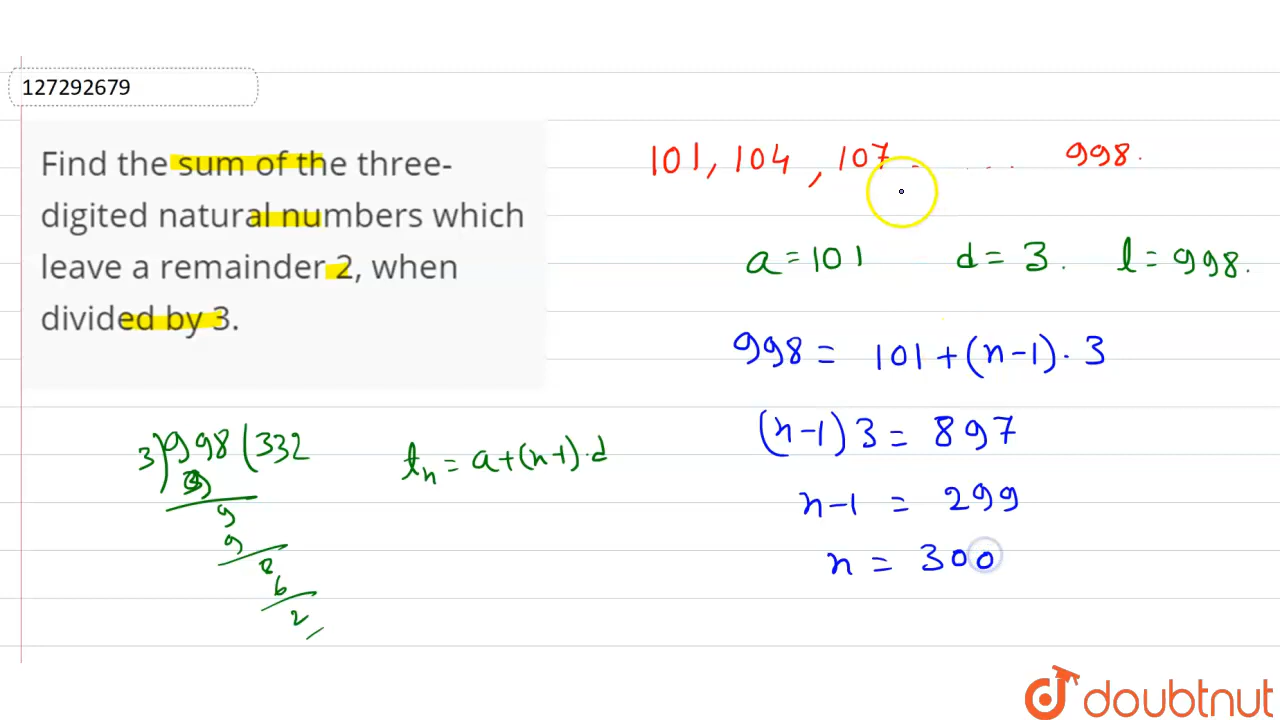 127292679
Find the sum of the three-
digited natural numbers which
leave a remainder 2, when
divided by 3.
101, 104, 107 . . . . . 998.
a = 101 d = 3. l = 998.
998 = 101 + (n-1). 3
(n-1) 3 = 897
n-1 = 299
n = 300
3)998(332
9
9
9
8
6
2
tn = a+(n-1).d
doubtnut